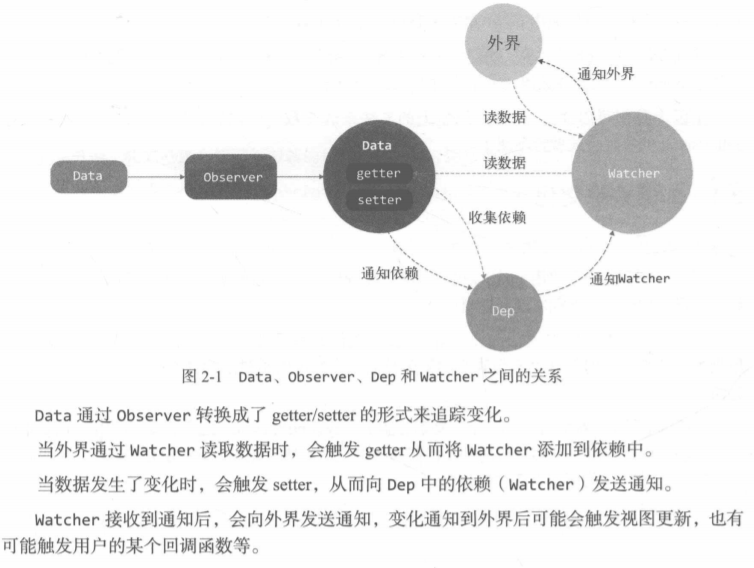 外界
通知外界
读数据
Data
读数据
getter
Data
Observer
Watcher
setter
收集依赖
通知依赖
通知Watcher
Dep
图 2-1 Data、Observer、Dep 和 Watcher 之间的关系
Data 通过 Observer 转换成了 getter/setter 的形式来追踪变化。
当外界通过 Watcher 读取数据时，会触发 getter 从而将 Watcher 添加到依赖中。
当数据发生了变化时，会触发 setter，从而向 Dep 中的依赖（Watcher）发送通知。
Watcher 接收到通知后，会向外界发送通知，变化通知到外界后可能会触发视图更新，也有
可能触发用户的某个回调函数等。